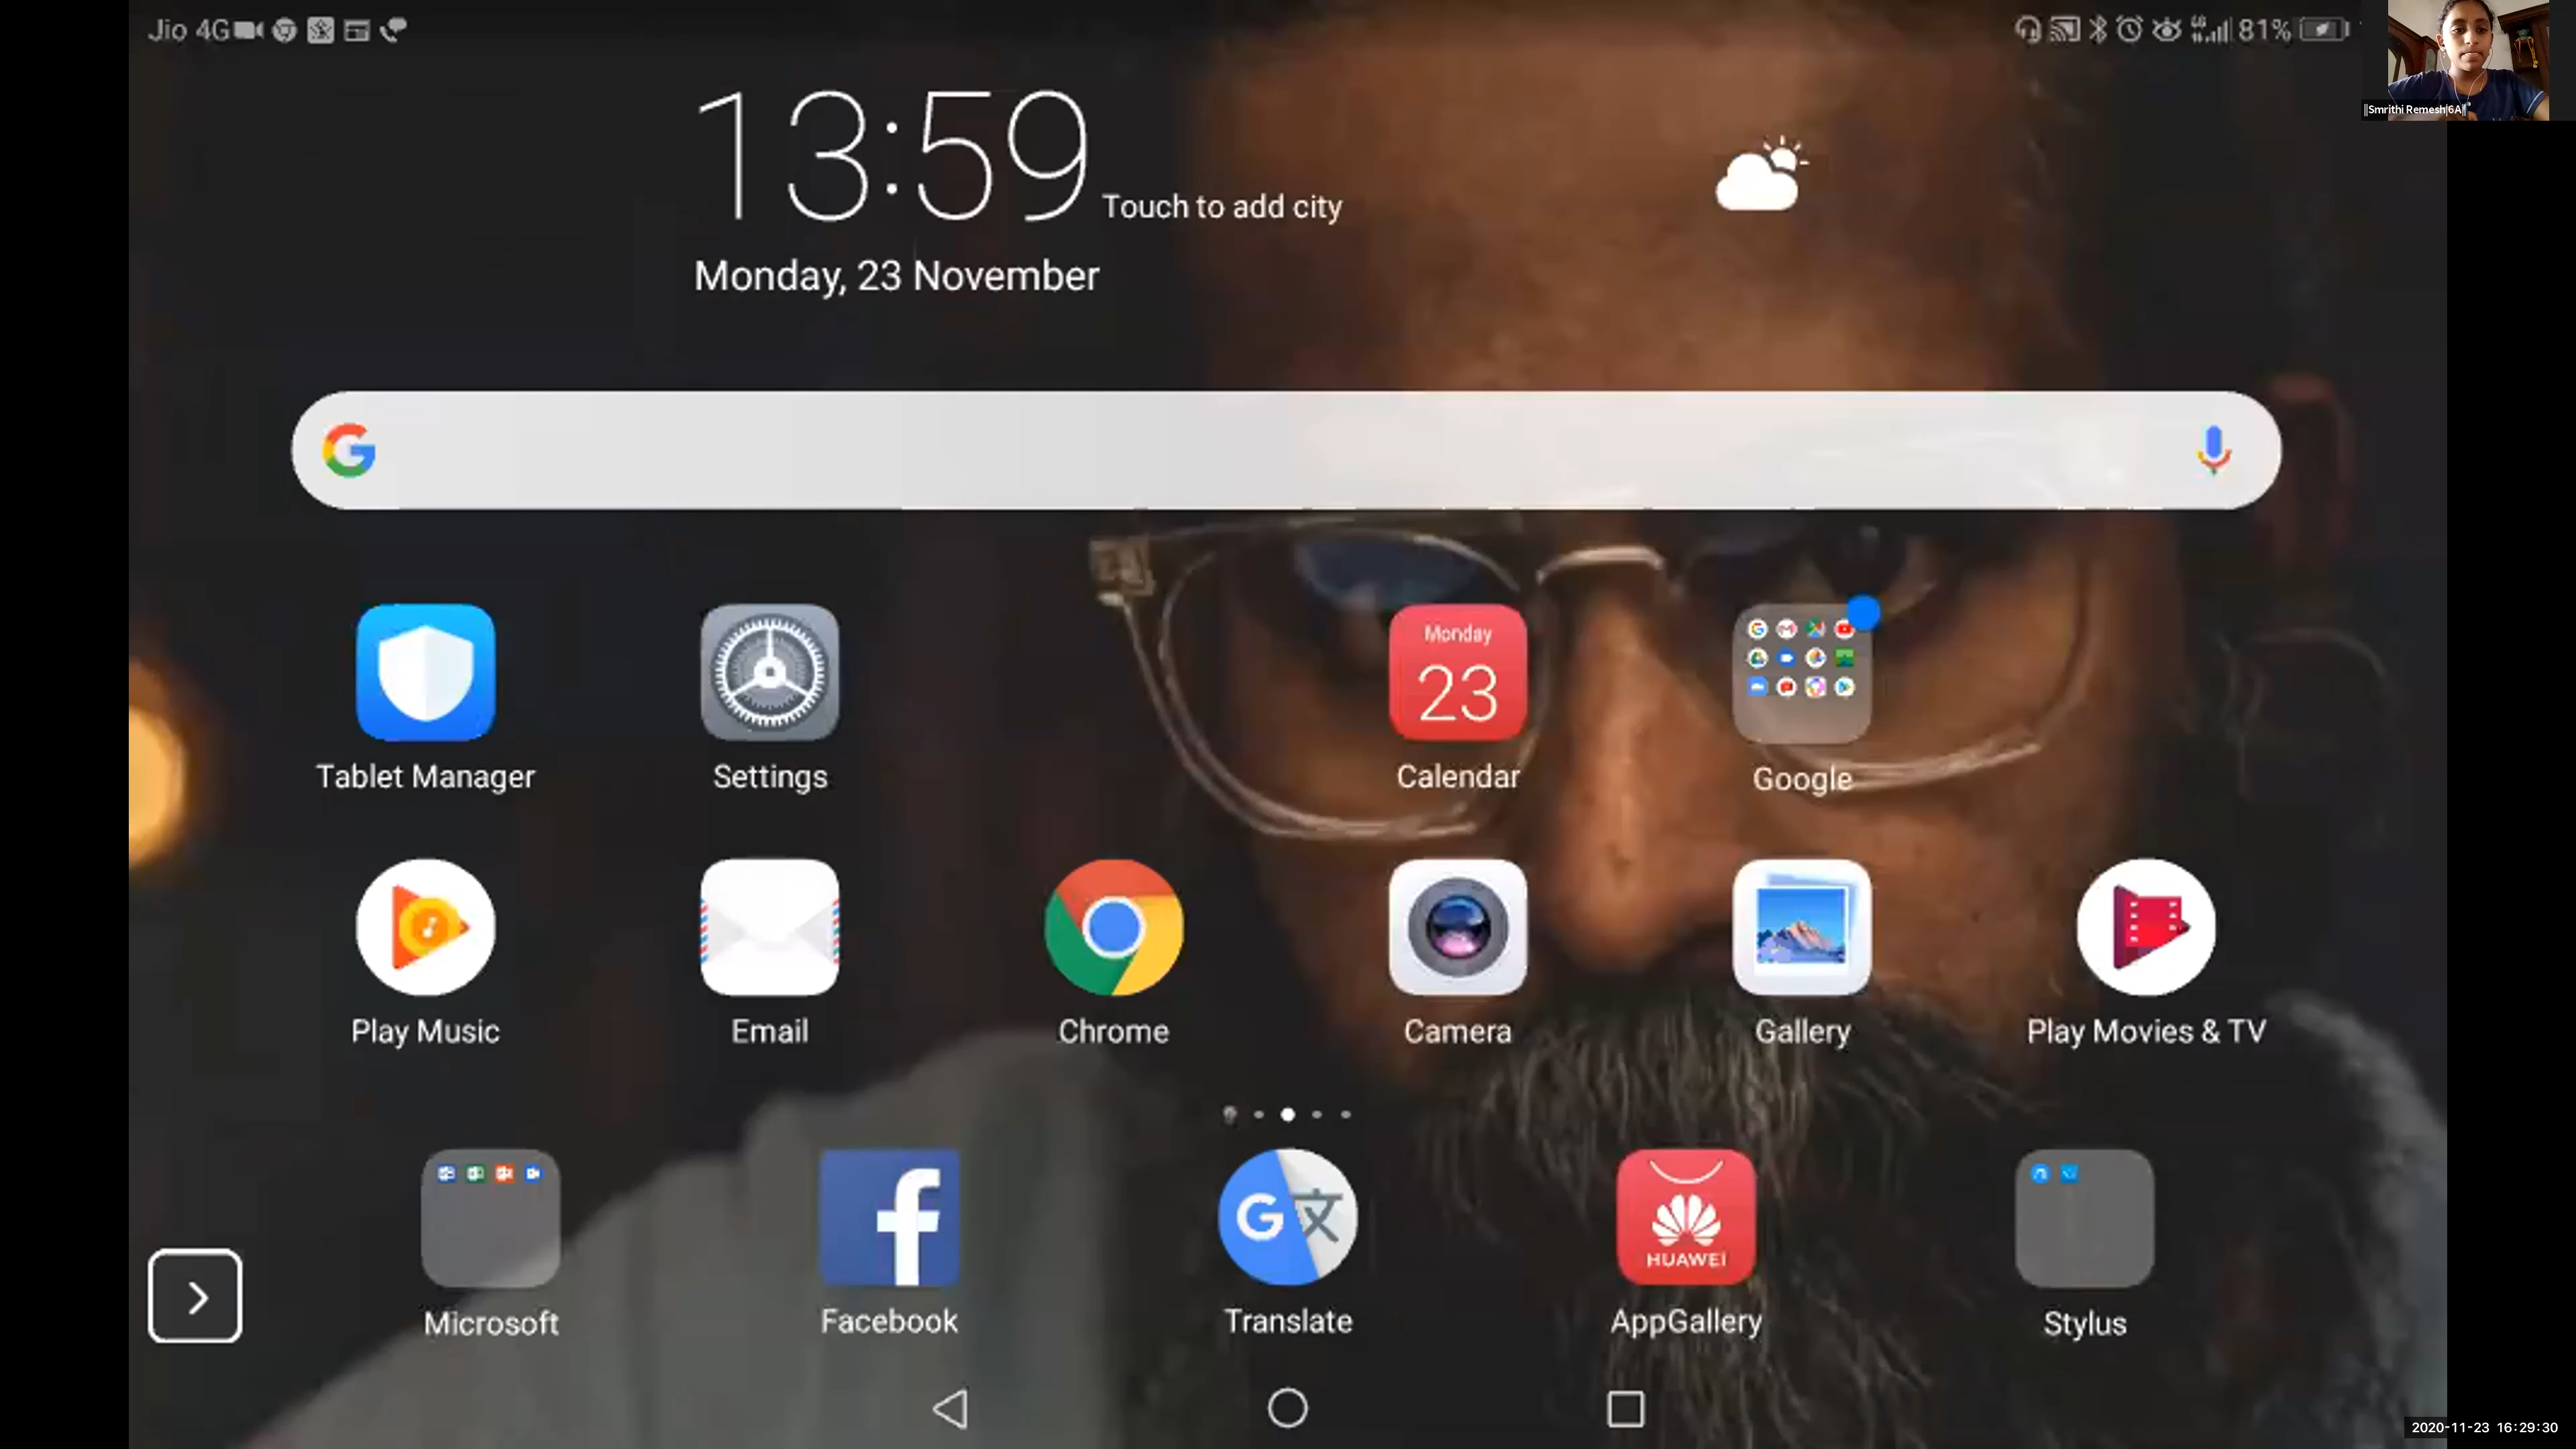 Jio 4G
81%
||Smrithi Remesh|6A||
13:59
Touch to add city
Monday, 23 November
Monday
23
Tablet Manager
Settings
Calendar
Google
Play Music
Email
Chrome
Camera
Gallery
Play Movies & TV
HUAWEI
Microsoft
Facebook
Translate
AppGallery
Stylus
2020-11-23 16:29:30